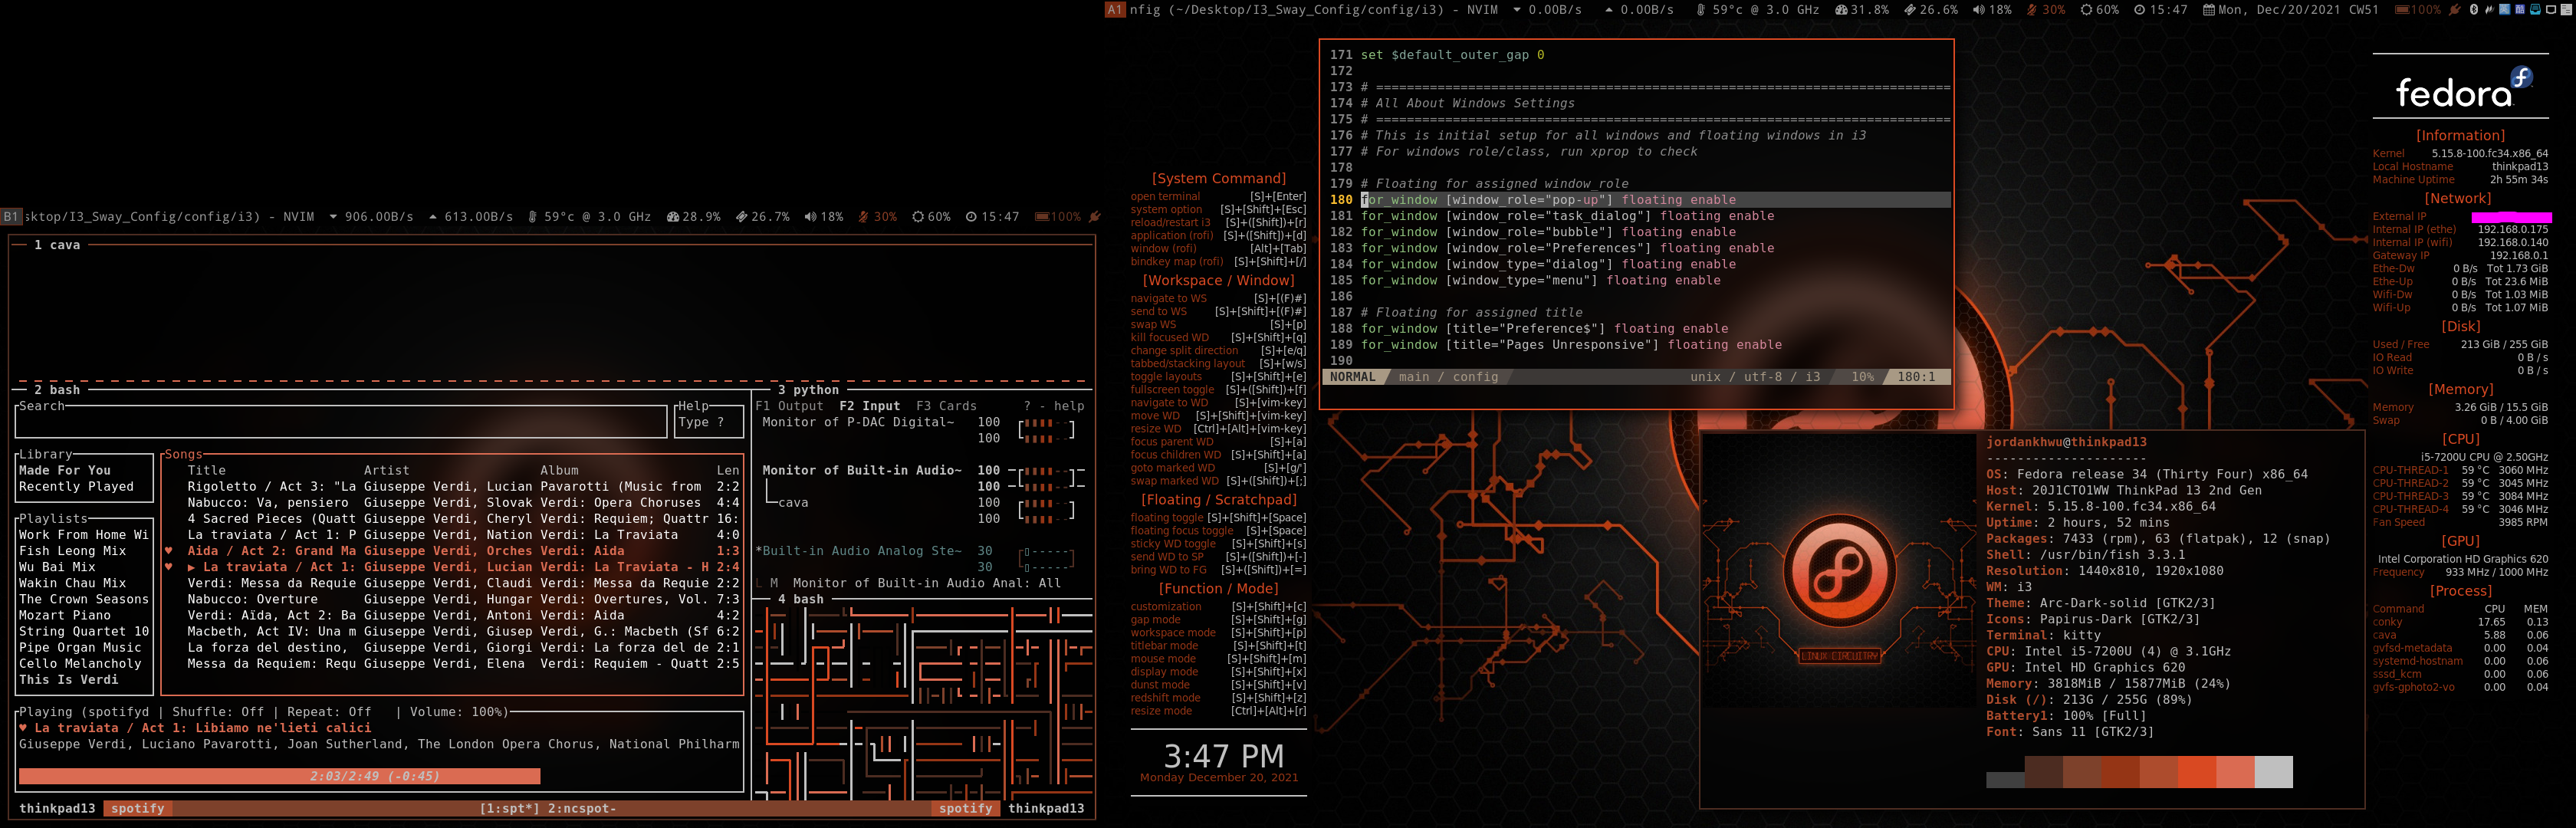 B1 sktop/I3_Sway_Config/config/i3) - NVIM 906.00B/s 613.00B/s 59°c @ 3.0 GHz 28.9% 26.7% 18% 30% 60% 15:47 100%
1 cava
2 bash
Search
Help
Type ?
Library
Made For You
Recently Played
Playlists
Work From Home Wi
Fish Leong Mix
Wu Bai Mix
Wakin Chau Mix
The Crown Seasons
Mozart Piano
String Quartet 10
Pipe Organ Music
Cello Melancholy
This Is Verdi
Songs
Title Artist Album Len
Rigoletto / Act 3: "La Giuseppe Verdi, Lucian Pavarotti (Music from 2:2
Nabucco: Va, pensiero Giuseppe Verdi, Slovak Verdi: Opera Choruses 4:4
4 Sacred Pieces (Quatt Giuseppe Verdi, Cheryl Verdi: Requiem; Quattr 16:
La traviata / Act 1: P Giuseppe Verdi, Nation Verdi: La Traviata 4:0
♥ Aida / Act 2: Grand Ma Giuseppe Verdi, Orches Verdi: Aida 1:3
♥ ▶ La traviata / Act 1: Giuseppe Verdi, Lucian Verdi: La Traviata - H 2:4
Verdi: Messa da Requie Giuseppe Verdi, Claudi Verdi: Messa da Requie 2:2
Nabucco: Overture Giuseppe Verdi, Hungar Verdi: Overtures, Vol. 7:3
Verdi: Aïda, Act 2: Ba Giuseppe Verdi, Antoni Verdi: Aida 4:2
Macbeth, Act IV: Una m Giuseppe Verdi, Giusep Verdi, G.: Macbeth (Sf 6:2
La forza del destino, Giuseppe Verdi, Giorgi Verdi: La forza del de 2:1
Messa da Requiem: Requ Giuseppe Verdi, Elena Verdi: Requiem - Quatt 2:5
Playing (spotifyd | Shuffle: Off | Repeat: Off | Volume: 100%)
♥ La traviata / Act 1: Libiamo ne'lieti calici
Giuseppe Verdi, Luciano Pavarotti, Joan Sutherland, The London Opera Chorus, National Philharm
2:03/2:49 (-0:45)
3 python
F1 Output F2 Input F3 Cards ? - help
Monitor of P-DAC Digital~ 100
100
Monitor of Built-in Audio~ 100
100
cava 100
100
*Built-in Audio Analog Ste~ 30
30
L M Monitor of Built-in Audio Anal: All
4 bash
thinkpad13 spotify [1:spt*] 2:ncspot- spotify thinkpad13
A1 nfig (~/Desktop/I3_Sway_Config/config/i3) - NVIM 0.00B/s 0.00B/s 59°c @ 3.0 GHz 31.8% 26.6% 18% 30% 60% 15:47 Mon, Dec/20/2021 CW51 100%
[System Command]
open terminal [S]+[Enter]
system option [S]+[Shift]+[Esc]
reload/restart i3 [S]+([Shift])+[r]
application (rofi) [S]+([Shift])+[d]
window (rofi) [Alt]+[Tab]
bindkey map (rofi) [S]+[Shift]+[/]
[Workspace / Window]
navigate to WS [S]+[(F)#]
send to WS [S]+[Shift]+[(F)#]
swap WS [S]+[p]
kill focused WD [S]+[Shift]+[q]
change split direction [S]+[e/q]
tabbed/stacking layout [S]+[w/s]
toggle layouts [S]+[Shift]+[e]
fullscreen toggle [S]+([Shift])+[f]
navigate to WD [S]+[vim-key]
move WD [S]+[Shift]+[vim-key]
resize WD [Ctrl]+[Alt]+[vim-key]
focus parent WD [S]+[a]
focus children WD [S]+[Shift]+[a]
goto marked WD [S]+[g/']
swap marked WD [S]+([Shift])+[;]
[Floating / Scratchpad]
floating toggle [S]+[Shift]+[Space]
floating focus toggle [S]+[Space]
sticky WD toggle [S]+[Shift]+[s]
send WD to SP [S]+([Shift])+[-]
bring WD to FG [S]+([Shift])+[=]
[Function / Mode]
customization [S]+[Shift]+[c]
gap mode [S]+[Shift]+[g]
workspace mode [S]+[Shift]+[p]
titlebar mode [S]+[Shift]+[t]
mouse mode [S]+[Shift]+[m]
display mode [S]+[Shift]+[x]
dunst mode [S]+[Shift]+[v]
redshift mode [S]+[Shift]+[z]
resize mode [Ctrl]+[Alt]+[r]
3:47 PM
Monday December 20, 2021
171 set $default_outer_gap 0
172
173 # ============================================================================
174 # All About Windows Settings
175 # ============================================================================
176 # This is initial setup for all windows and floating windows in i3
177 # For windows role/class, run xprop to check
178
179 # Floating for assigned window_role
180 for_window [window_role="pop-up"] floating enable
181 for_window [window_role="task_dialog"] floating enable
182 for_window [window_role="bubble"] floating enable
183 for_window [window_role="Preferences"] floating enable
184 for_window [window_type="dialog"] floating enable
185 for_window [window_type="menu"] floating enable
186
187 # Floating for assigned title
188 for_window [title="Preference$"] floating enable
189 for_window [title="Pages Unresponsive"] floating enable
190
NORMAL main / config unix / utf-8 / i3 10% 180:1
LINUX CIRCUITRY
jordankhwu@thinkpad13
---------------------
OS: Fedora release 34 (Thirty Four) x86_64
Host: 20J1CTO1WW ThinkPad 13 2nd Gen
Kernel: 5.15.8-100.fc34.x86_64
Uptime: 2 hours, 52 mins
Packages: 7433 (rpm), 63 (flatpak), 12 (snap)
Shell: /usr/bin/fish 3.3.1
Resolution: 1440x810, 1920x1080
WM: i3
Theme: Arc-Dark-solid [GTK2/3]
Icons: Papirus-Dark [GTK2/3]
Terminal: kitty
CPU: Intel i5-7200U (4) @ 3.1GHz
GPU: Intel HD Graphics 620
Memory: 3818MiB / 15877MiB (24%)
Disk (/): 213G / 255G (89%)
Battery1: 100% [Full]
Font: Sans 11 [GTK2/3]
fedora
[Information]
Kernel 5.15.8-100.fc34.x86_64
Local Hostname thinkpad13
Machine Uptime 2h 55m 34s
[Network]
External IP
Internal IP (ethe) 192.168.0.175
Internal IP (wifi) 192.168.0.140
Gateway IP 192.168.0.1
Ethe-Dw 0 B/s Tot 1.73 GiB
Ethe-Up 0 B/s Tot 23.6 MiB
Wifi-Dw 0 B/s Tot 1.03 MiB
Wifi-Up 0 B/s Tot 1.07 MiB
[Disk]
Used / Free 213 GiB / 255 GiB
IO Read 0 B / s
IO Write 0 B / s
[Memory]
Memory 3.26 GiB / 15.5 GiB
Swap 0 B / 4.00 GiB
[CPU]
i5-7200U CPU @ 2.50GHz
CPU-THREAD-1 59 °C 3060 MHz
CPU-THREAD-2 59 °C 3045 MHz
CPU-THREAD-3 59 °C 3084 MHz
CPU-THREAD-4 59 °C 3046 MHz
Fan Speed 3985 RPM
[GPU]
Intel Corporation HD Graphics 620
Frequency 933 MHz / 1000 MHz
[Process]
Command CPU MEM
conky 17.65 0.13
cava 5.88 0.06
gvfsd-metadata 0.00 0.04
systemd-hostnam 0.00 0.06
sssd_kcm 0.00 0.06
gvfs-gphoto2-vo 0.00 0.04